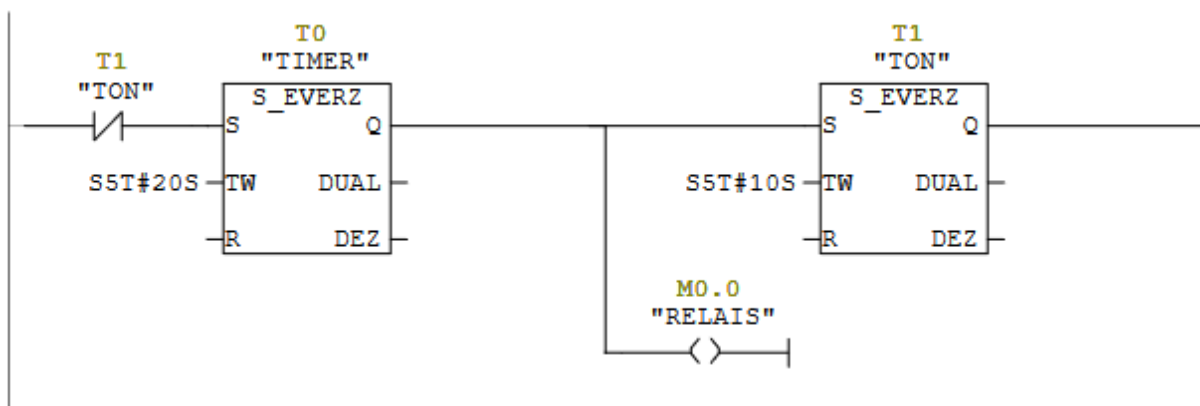 T0
"TIMER"
T1
"TON"
T1
"TON"
S_EVERZ
S Q
S5T#20S TW DUAL
R DEZ
S_EVERZ
S Q
S5T#10S TW DUAL
R DEZ
M0.0
"RELAIS"